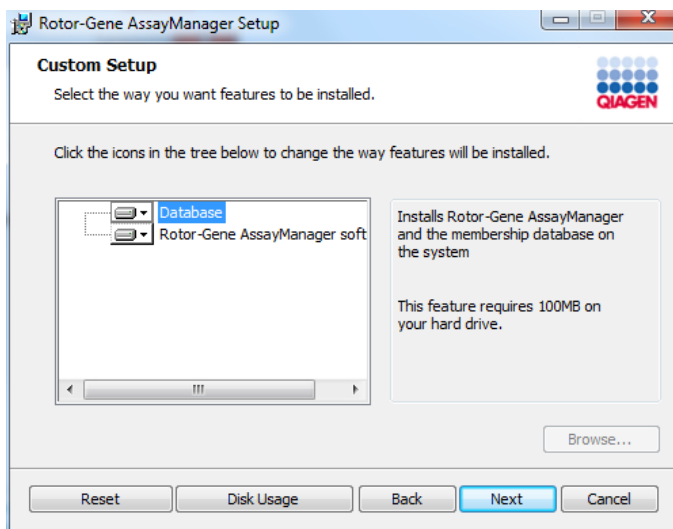 Rotor-Gene AssayManager Setup
Custom Setup
Select the way you want features to be installed.
QIAGEN
Click the icons in the tree below to change the way features will be installed.
Database
Rotor-Gene AssayManager soft
Installs Rotor-Gene AssayManager
and the membership database on
the system
This feature requires 100MB on
your hard drive.
Browse...
Reset
Disk Usage
Back
Next
Cancel